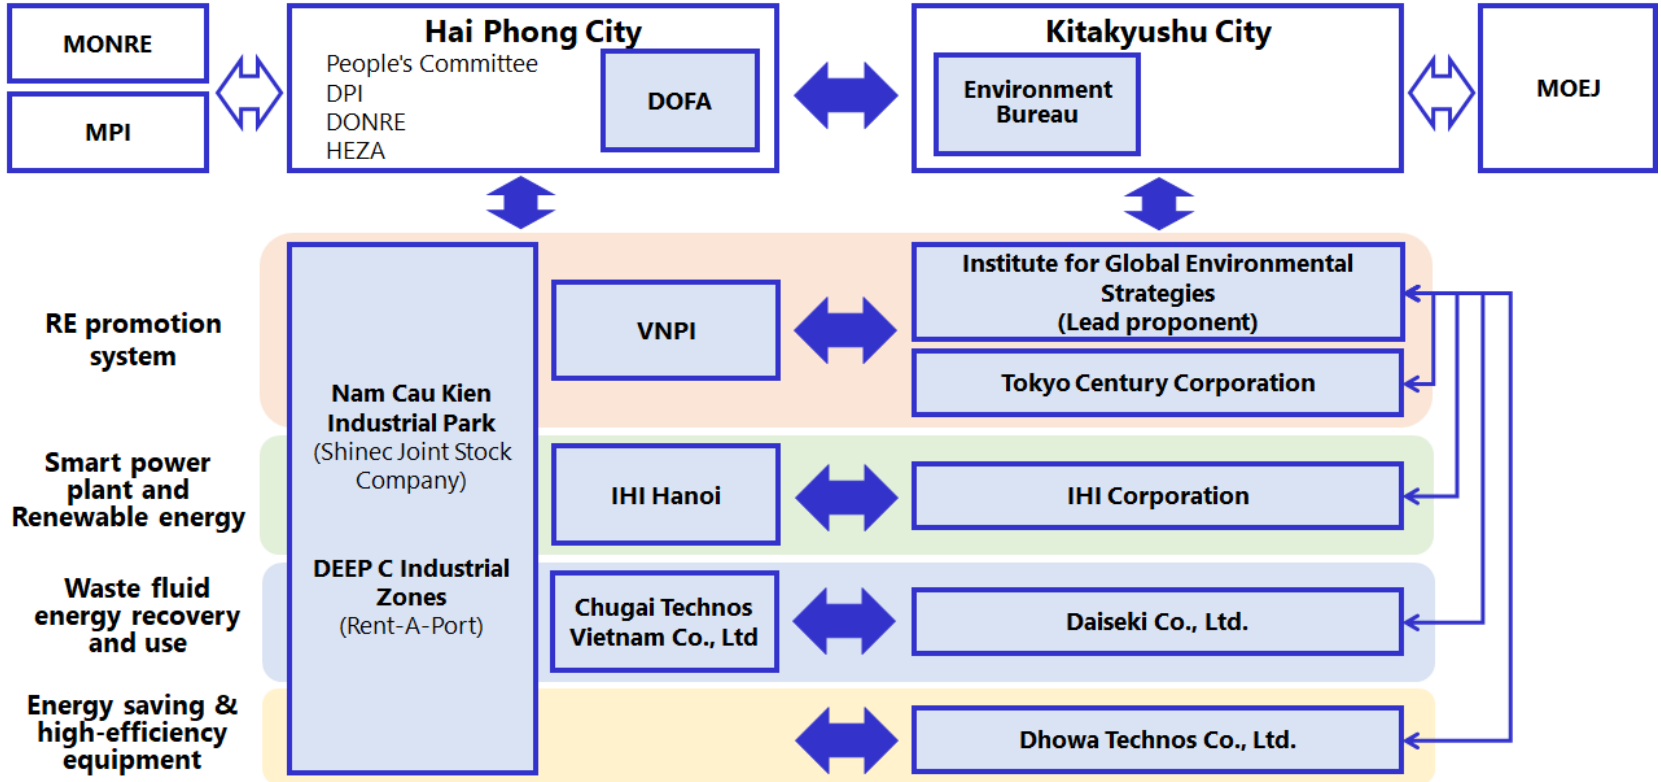 MONRE
MPI
Hai Phong City
People's Committee
DPI
DONRE
HEZA
DOFA
Kitakyushu City
Environment
Bureau
MOEJ
RE promotion
system
Nam Cau Kien
Industrial Park
(Shinec Joint Stock
Company)
DEEP C Industrial
Zones
(Rent-A-Port)
VNPI
Institute for Global Environmental
Strategies
(Lead proponent)
Tokyo Century Corporation
Smart power
plant and
Renewable energy
IHI Hanoi
IHI Corporation
Waste fluid
energy recovery
and use
Chugai Technos
Vietnam Co., Ltd
Daiseki Co., Ltd.
Energy saving &
high-efficiency
equipment
Dhowa Technos Co., Ltd.